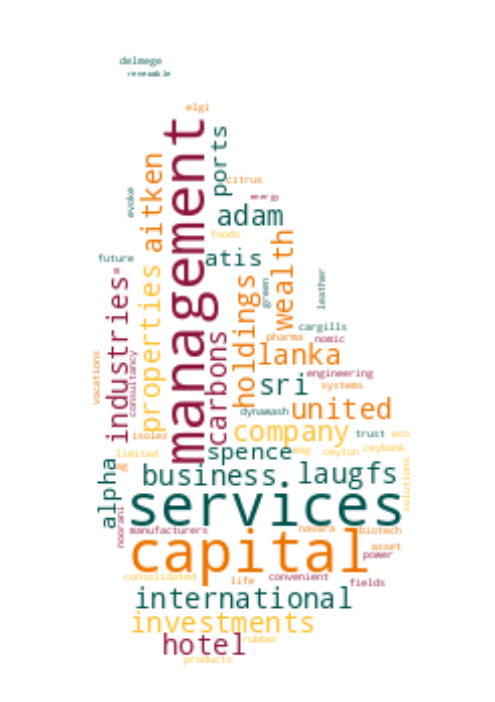 delmege
renewable
elgi
management
ports
citrus
energy
evoke
aitken
adam
foods
wealth
atis
future
properties
industries
holdings
green
leather
cargills
carbons
pharma
nomic
lanka
vacations
consultancy
engineering
sri
systems
dynawash
united
company
isolez
trust
eco
spence
limited
mag
ceylon
ceybank
ag
business
laugfs
solutions
alpha
services
noorani
manufacturers
navara
biotech
capital
asset
power
consolidated
life
convenient
fields
international
investments
hotel
rubber
products